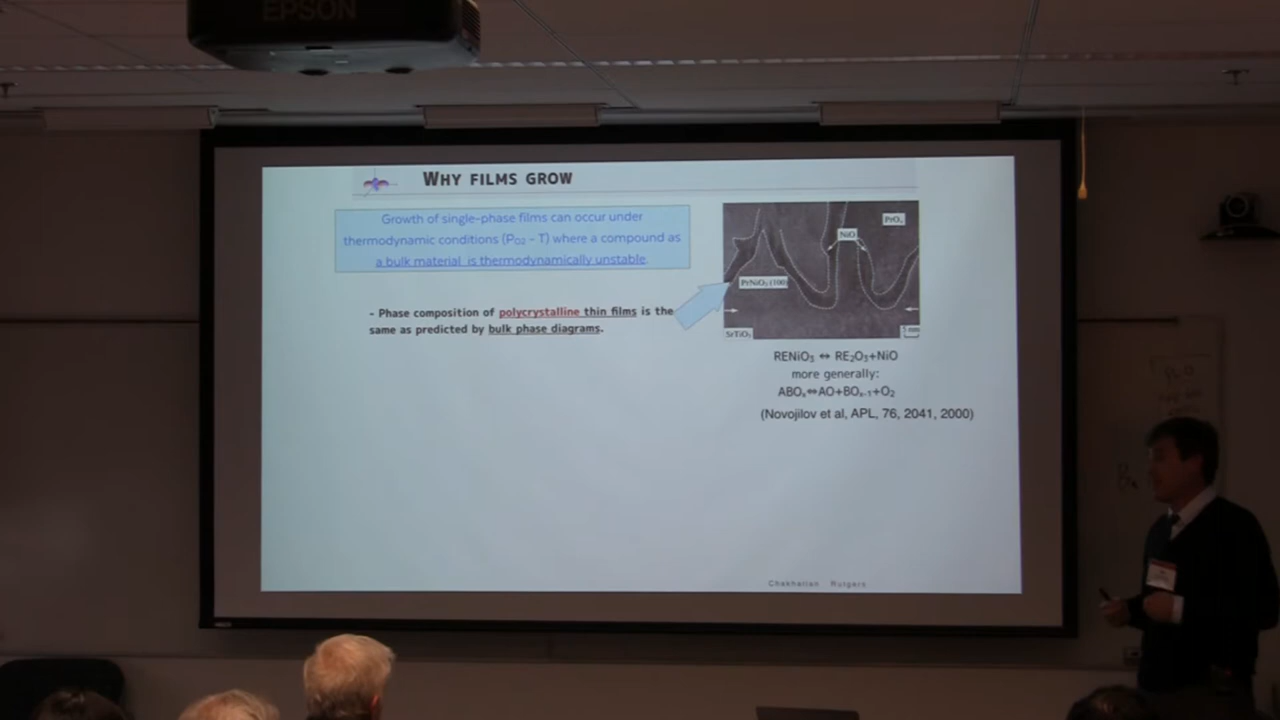 EPSON
WHY FILMS GROW
Growth of single-phase films can occur under
thermodynamic conditions (PO2 - T) where a compound as
a bulk material is thermodynamically unstable.
- Phase composition of polycrystalline thin films is the
same as predicted by bulk phase diagrams.
PrOx
NiO
PrNiO3 (100)
SrTiO3
5 nm
RENiO3 ⇔ RE2O3+NiO
more generally:
ABOx⇔AO+BOx-1+O2
(Novojilov et al, APL, 76, 2041, 2000)
Chakhalian Rutgers